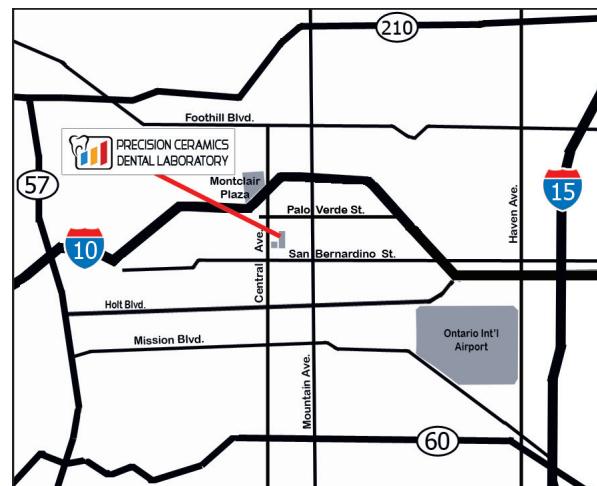 210
Foothill Blvd.
PRECISION CERAMICS
DENTAL LABORATORY
57
Montclair
Plaza
15
Palo Verde St.
Haven Ave.
10
Central Ave.
San Bernardino St.
Holt Blvd.
Mission Blvd.
Ontario Int'l
Airport
Mountain Ave.
60